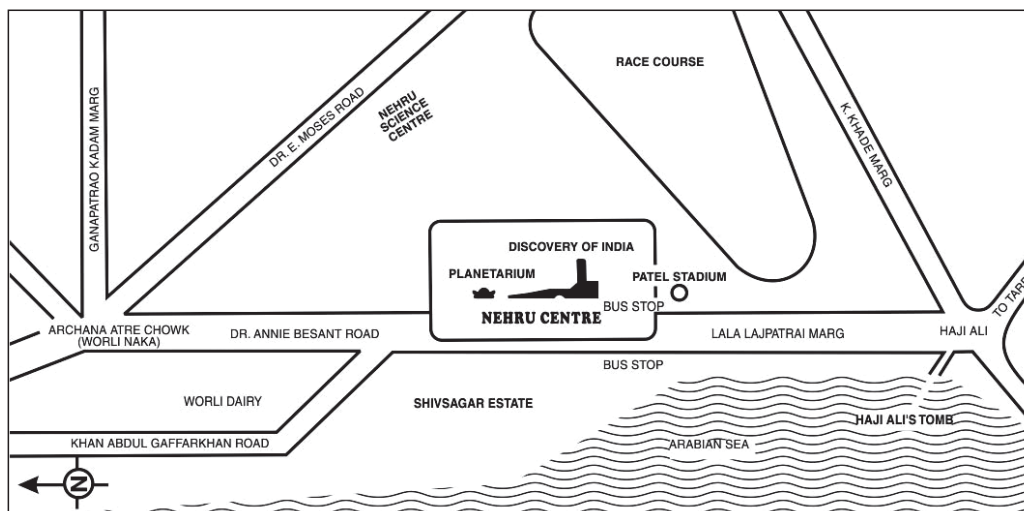 RACE COURSE
GANAPATRAO KADAM MARG
DR. E. MOSES ROAD
NEHRU
SCIENCE
CENTRE
K. KHADE MARG
DISCOVERY OF INDIA
PLANETARIUM
PATEL STADIUM
BUS STOP
NEHRU CENTRE
TO TARD
ARCHANA ATRE CHOWK
(WORLI NAKA)
DR. ANNIE BESANT ROAD
LALA LAJPATRAI MARG
HAJI ALI
BUS STOP
WORLI DAIRY
SHIVSAGAR ESTATE
HAJI ALI'S TOMB
KHAN ABDUL GAFFARKHAN ROAD
ARABIAN SEA
N